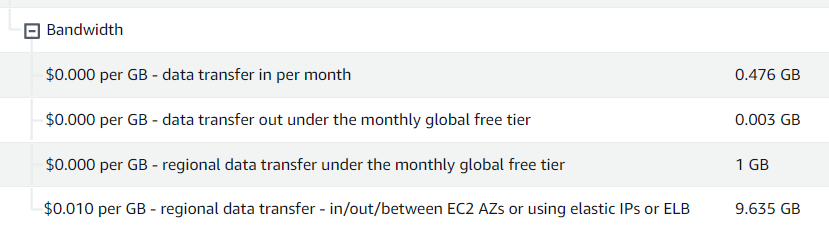 Bandwidth
$0.000 per GB - data transfer in per month 0.476 GB
$0.000 per GB - data transfer out under the monthly global free tier 0.003 GB
$0.000 per GB - regional data transfer under the monthly global free tier 1 GB
$0.010 per GB - regional data transfer - in/out/between EC2 AZs or using elastic IPs or ELB 9.635 GB